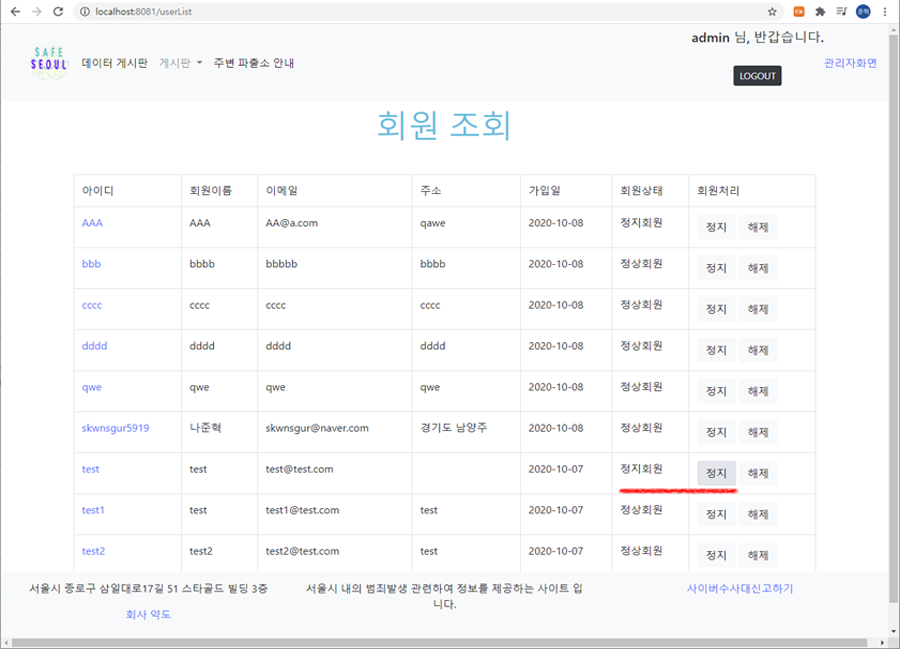 localhost:8081/userList
admin 님, 반갑습니다.
SAFE
SEOUL
데이터 게시판 게시판 주변 파출소 안내
관리자화면
LOGOUT
회원 조회
아이디 회원이름 이메일 주소 가입일 회원상태 회원처리
AAA AAA AA@a.com qawe 2020-10-08 정지회원 정지 해제
bbb bbbb bbbbb bbbb 2020-10-08 정상회원 정지 해제
cccc cccc cccc cccc 2020-10-08 정상회원 정지 해제
dddd dddd dddd dddd 2020-10-08 정상회원 정지 해제
qwe qwe qwe qwe 2020-10-08 정상회원 정지 해제
skwnsgur5919 나준혁 skwnsgur@naver.com 경기도 남양주 2020-10-08 정상회원 정지 해제
test test test@test.com 2020-10-07 정지회원 정지 해제
test1 test test1@test.com test 2020-10-07 정상회원 정지 해제
test2 test2 test2@test.com test 2020-10-07 정상회원 정지 해제
서울시 종로구 삼일대로17길 51 스타골드 빌딩 3층
회사 약도
서울시 내의 범죄발생 관련하여 정보를 제공하는 사이트 입
니다.
사이버수사대신고하기